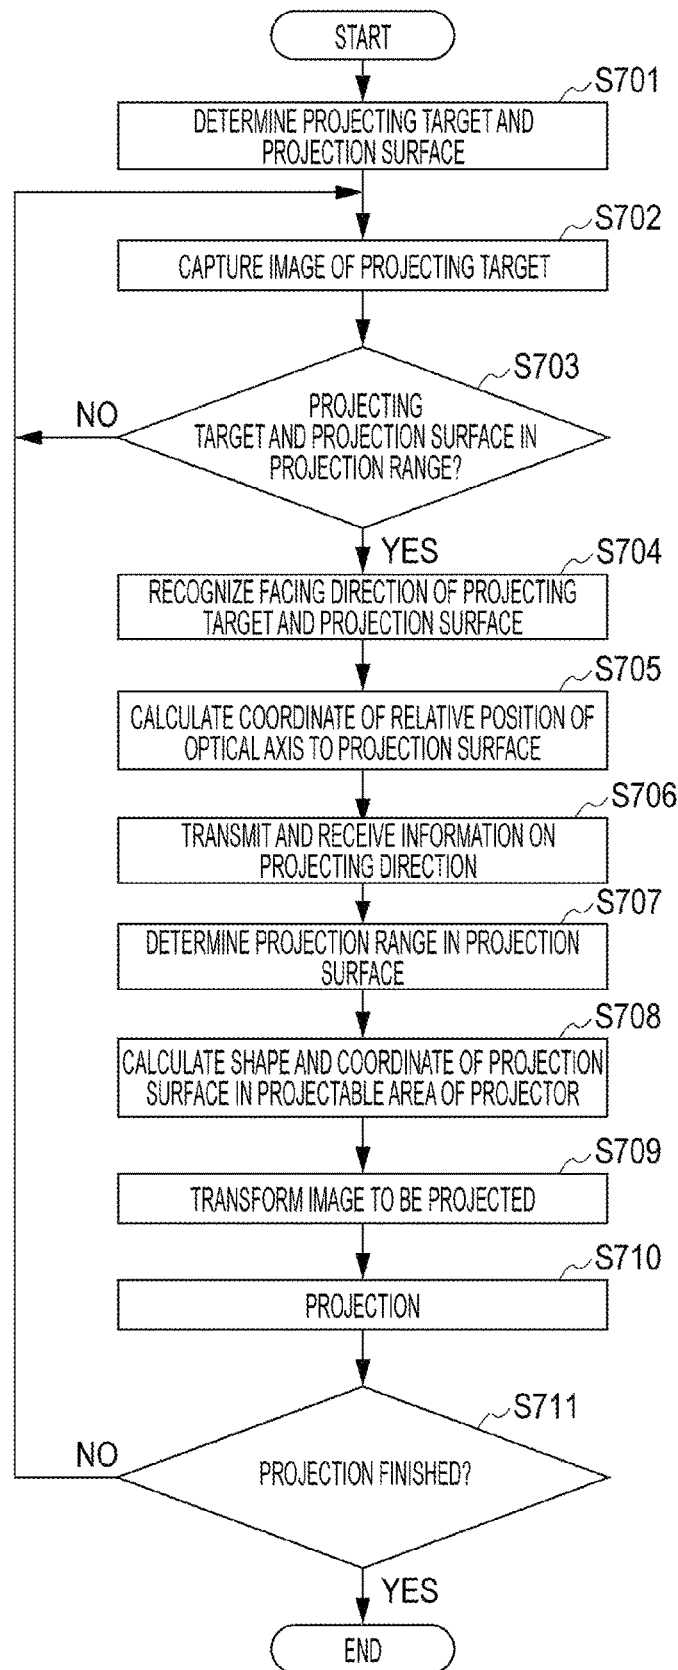 START
S701
DETERMINE PROJECTING TARGET AND
PROJECTION SURFACE
S702
CAPTURE IMAGE OF PROJECTING TARGET
S703
PROJECTING
TARGET AND PROJECTION SURFACE IN
PROJECTION RANGE?
NO
YES
S704
RECOGNIZE FACING DIRECTION OF PROJECTING
TARGET AND PROJECTION SURFACE
S705
CALCULATE COORDINATE OF RELATIVE POSITION OF
OPTICAL AXIS TO PROJECTION SURFACE
S706
TRANSMIT AND RECEIVE INFORMATION ON
PROJECTING DIRECTION
S707
DETERMINE PROJECTION RANGE IN PROJECTION
SURFACE
S708
CALCULATE SHAPE AND COORDINATE OF PROJECTION
SURFACE IN PROJECTABLE AREA OF PROJECTOR
S709
TRANSFORM IMAGE TO BE PROJECTED
S710
PROJECTION
S711
PROJECTION FINISHED?
NO
YES
END